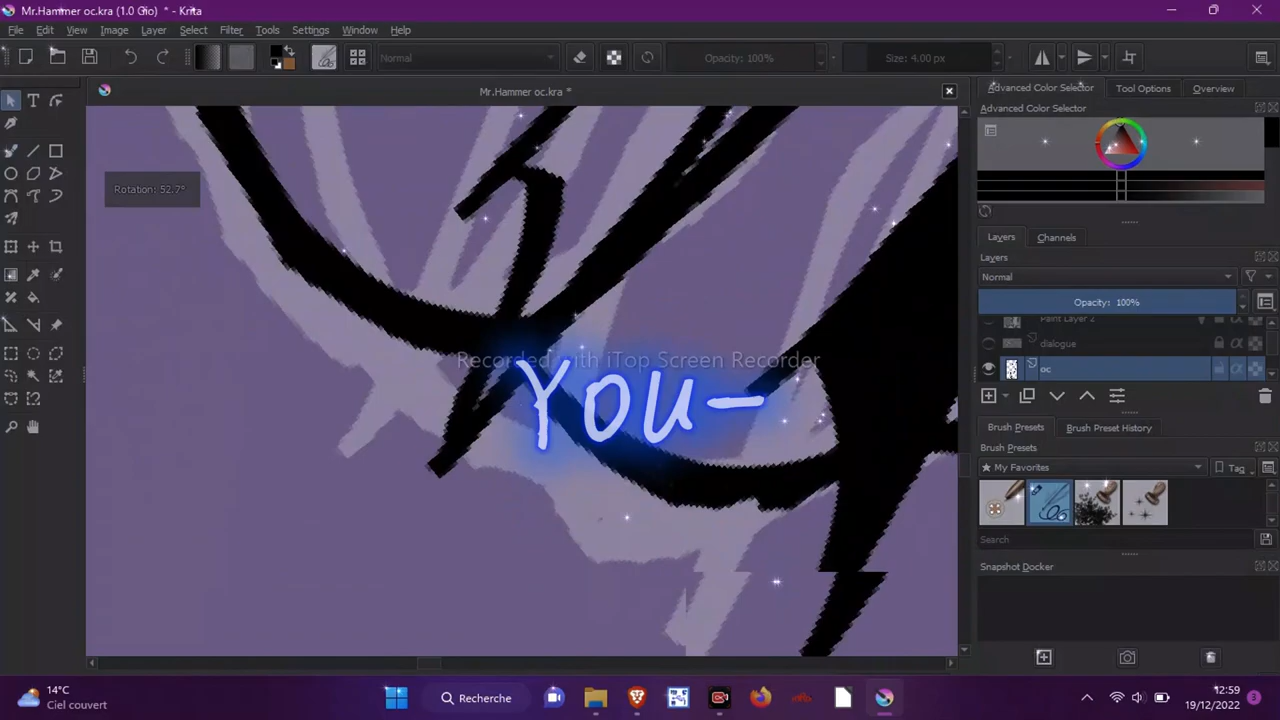 Mr.Hammer oc.kra (1.0 Gio) * - Krita
File Edit View Image Layer Select Filter Tools Settings Window Help
Normal Opacity: 100% Size: 4.00 px
Mr.Hammer oc.kra *
Advanced Color Selector Tool Options Overview
Advanced Color Selector
Rotation: 52.7°
Layers Channels
Layers
Normal
Opacity: 100%
Paint Layer 2
dialogue
oc
Recorded with iTop Screen Recorder
You-
Brush Presets Brush Preset History
Brush Presets
My Favorites Tag
Search
Snapshot Docker
14°C
Ciel couvert
Recherche
12:59
19/12/2022
3